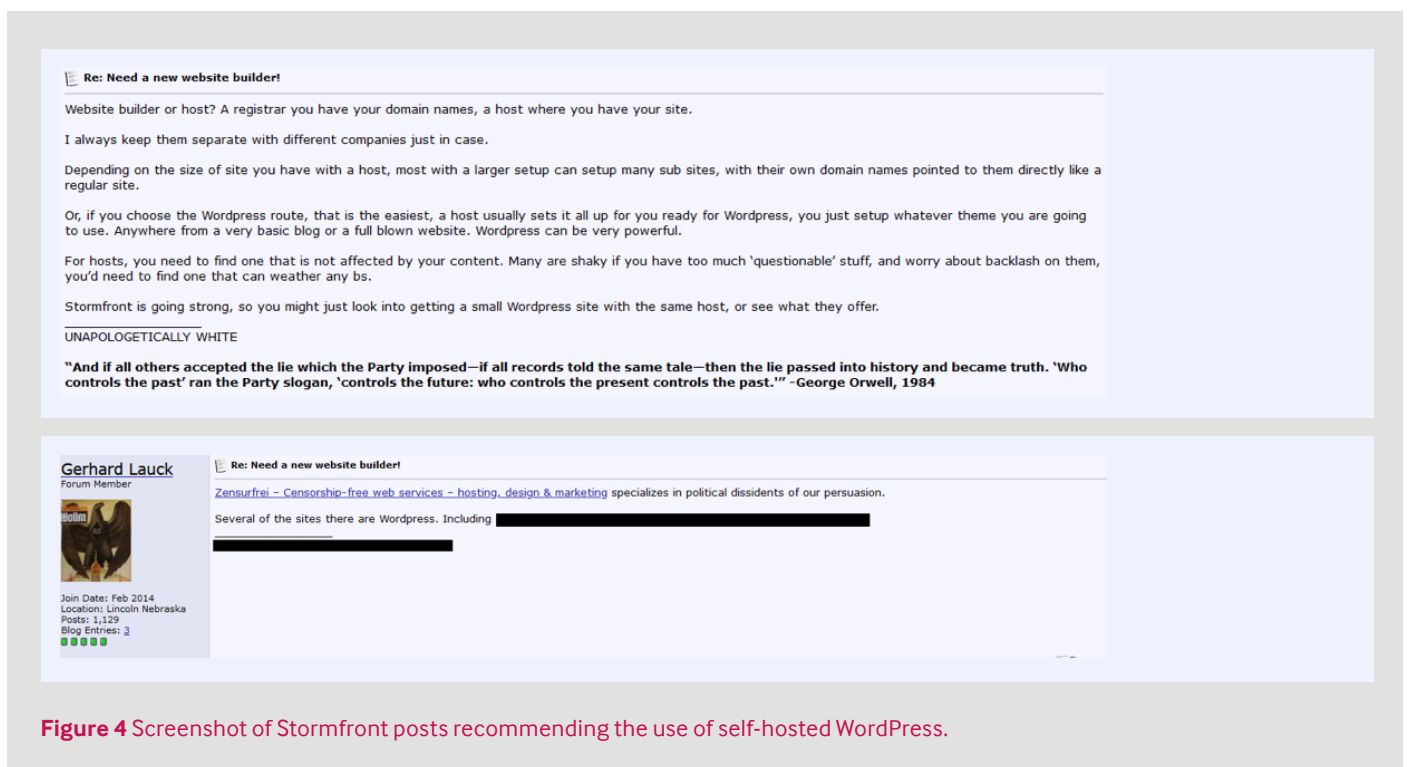 Re: Need a new website builder!
Website builder or host? A registrar you have your domain names, a host where you have your site.
I always keep them separate with different companies just in case.
Depending on the size of site you have with a host, most with a larger setup can setup many sub sites, with their own domain names pointed to them directly like a
regular site.
Or, if you choose the Wordpress route, that is the easiest, a host usually sets it all up for you ready for Wordpress, you just setup whatever theme you are going
to use. Anywhere from a very basic blog or a full blown website. Wordpress can be very powerful.
For hosts, you need to find one that is not affected by your content. Many are shaky if you have too much ‘questionable’ stuff, and worry about backlash on them,
you’d need to find one that can weather any bs.
Stormfront is going strong, so you might just look into getting a small Wordpress site with the same host, or see what they offer.
UNAPOLOGETICALLY WHITE
“And if all others accepted the lie which the Party imposed—if all records told the same tale—then the lie passed into history and became truth. ‘Who
controls the past’ ran the Party slogan, ‘controls the future: who controls the present controls the past.’” -George Orwell, 1984
Gerhard Lauck
Forum Member
Join Date: Feb 2014
Location: Lincoln Nebraska
Posts: 1,129
Blog Entries: 3
Re: Need a new website builder!
Zensurfrei – Censorship-free web services – hosting, design & marketing specializes in political dissidents of our persuasion.
Several of the sites there are Wordpress. Including
Figure 4 Screenshot of Stormfront posts recommending the use of self-hosted WordPress.